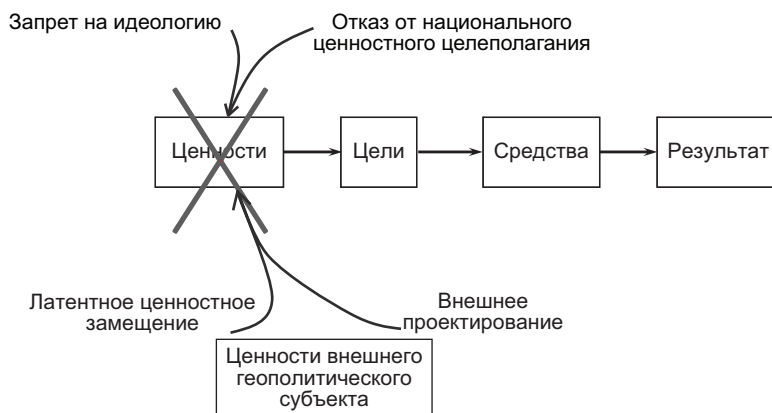 Запрет на идеологию
Отказ от национального
ценностного целеполагания
Ценности
Цели
Средства
Результат
Латентное ценностное
замещение
Внешнее
проектирование
Ценности внешнего
геополитического
субъекта